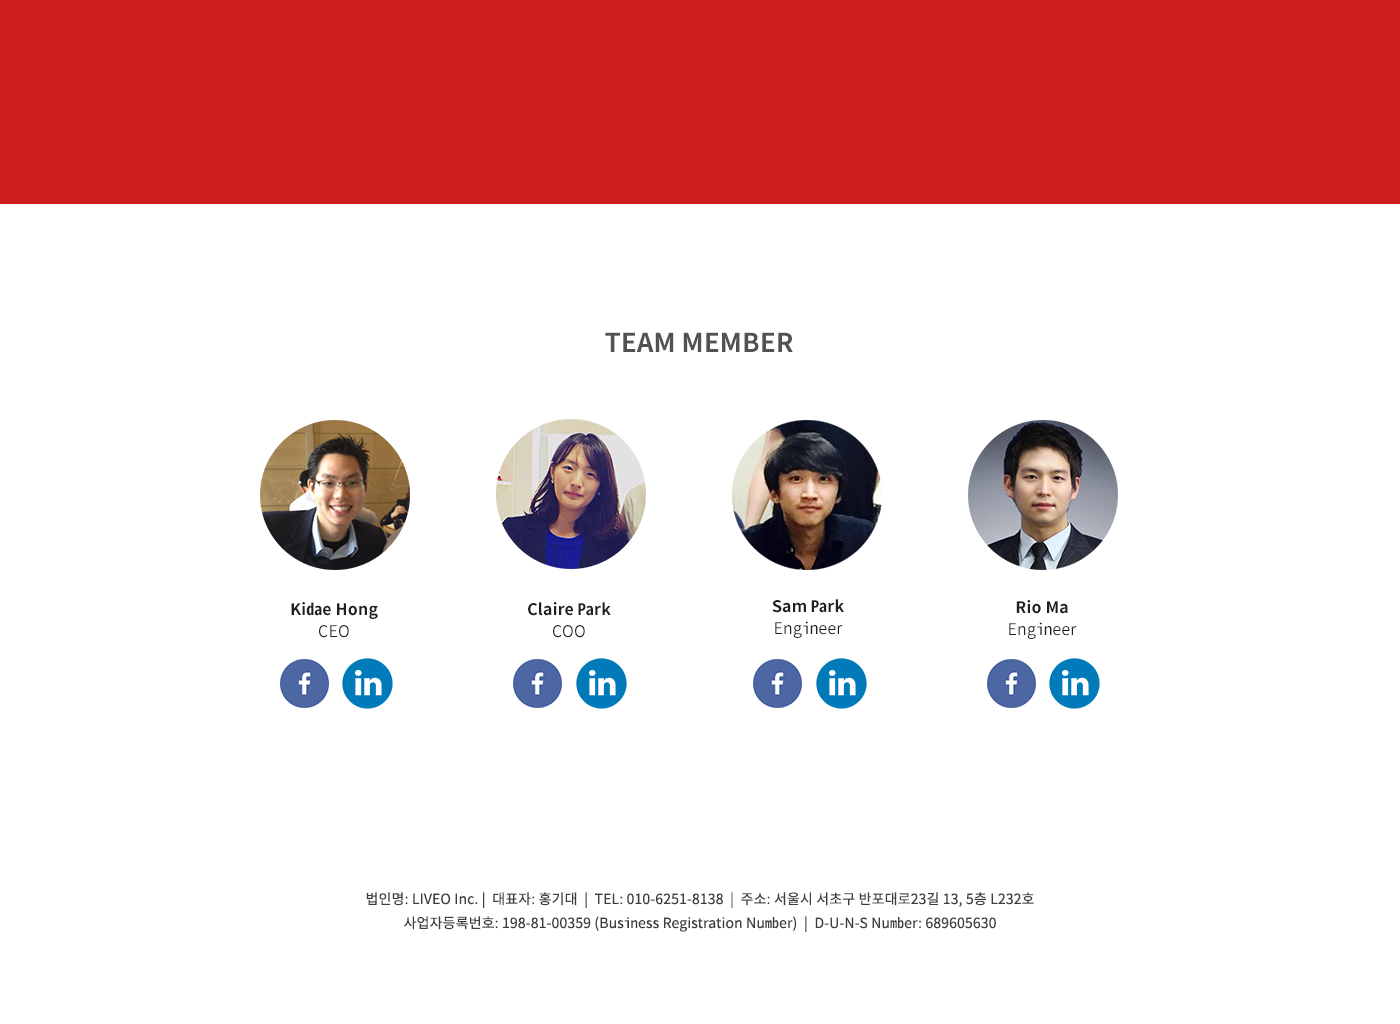 TEAM MEMBER
Kidae Hong
CEO
Claire Park
COO
Sam Park
Engineer
Rio Ma
Engineer
f in
f in
f in
f in
법인명: LIVEO Inc. | 대표자: 홍기대 | TEL: 010-6251-8138 | 주소: 서울시 서초구 반포대로23길 13, 5층 L232호
사업자등록번호: 198-81-00359 (Business Registration Number) | D-U-N-S Number: 689605630